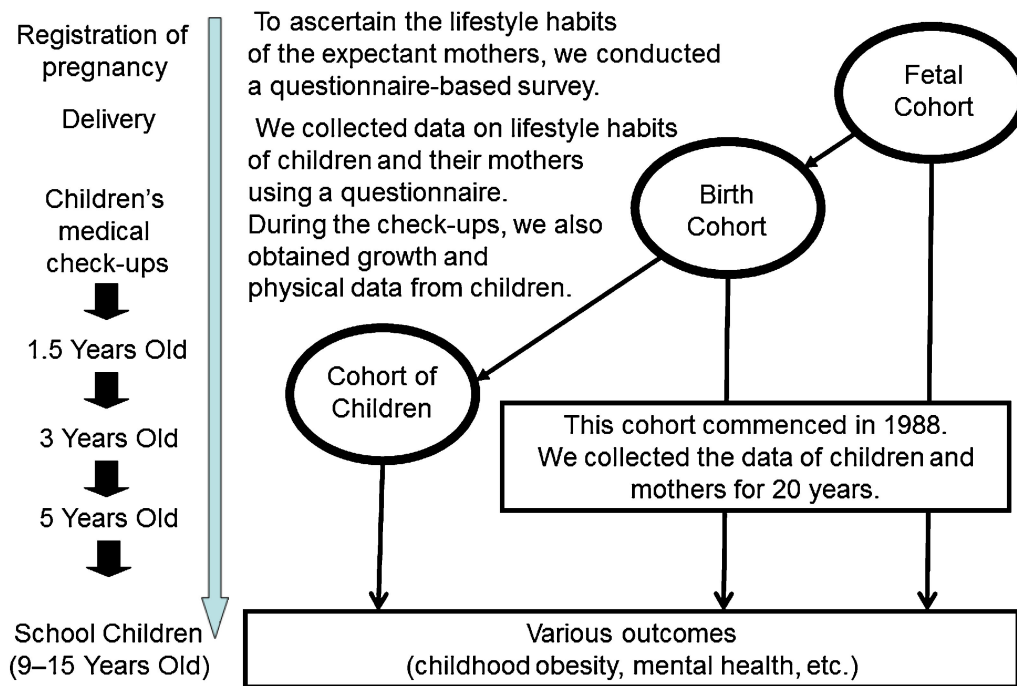 Registration of
pregnancy
Delivery
Children's
medical
check-ups
1.5 Years Old
3 Years Old
5 Years Old
School Children
(9–15 Years Old)
To ascertain the lifestyle habits
of the expectant mothers, we conducted
a questionnaire-based survey.
We collected data on lifestyle habits
of children and their mothers
using a questionnaire.
During the check-ups, we also
obtained growth and
physical data from children.
Fetal
Cohort
Birth
Cohort
Cohort of
Children
This cohort commenced in 1988.
We collected the data of children and
mothers for 20 years.
Various outcomes
(childhood obesity, mental health, etc.)